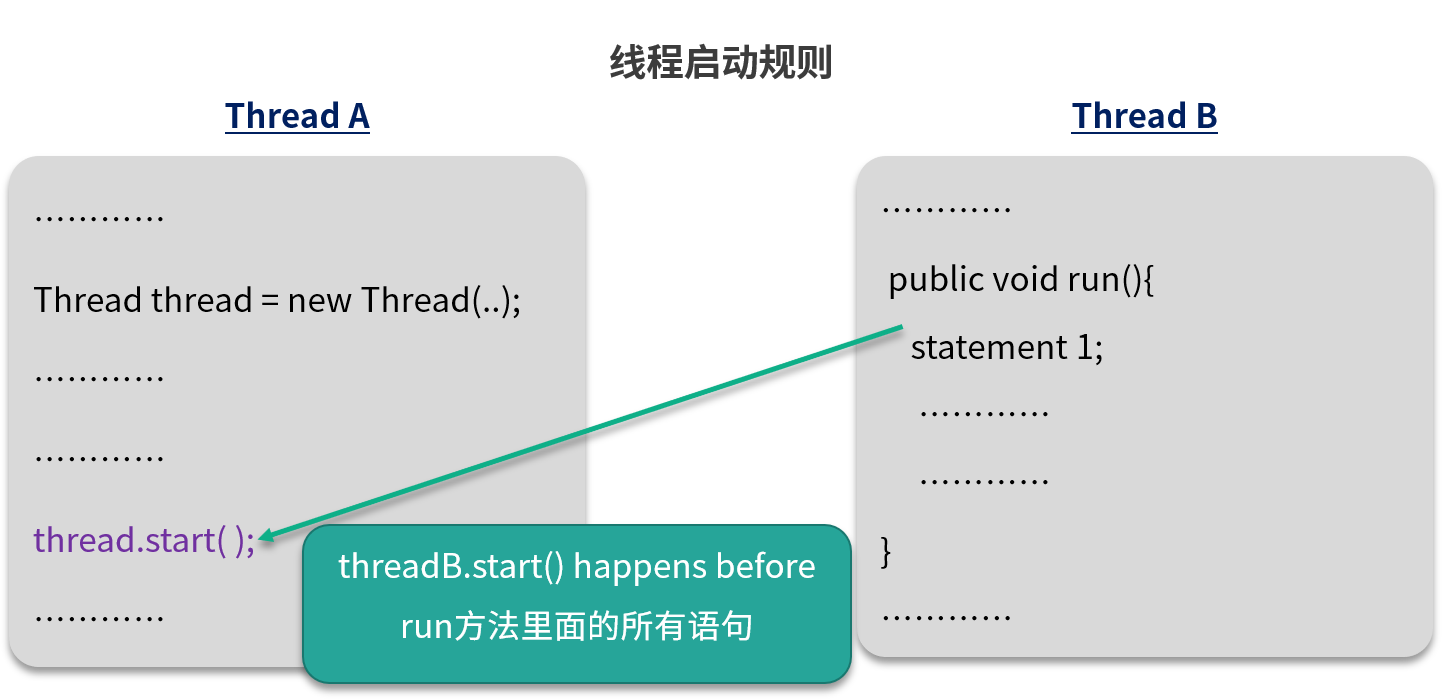 线程启动规则
Thread A
…………
Thread thread = new Thread(..);
…………
…………
thread.start( );
…………
Thread B
…………
public void run(){
statement 1;
…………
…………
}
…………
threadB.start() happens before
run方法里面的所有语句